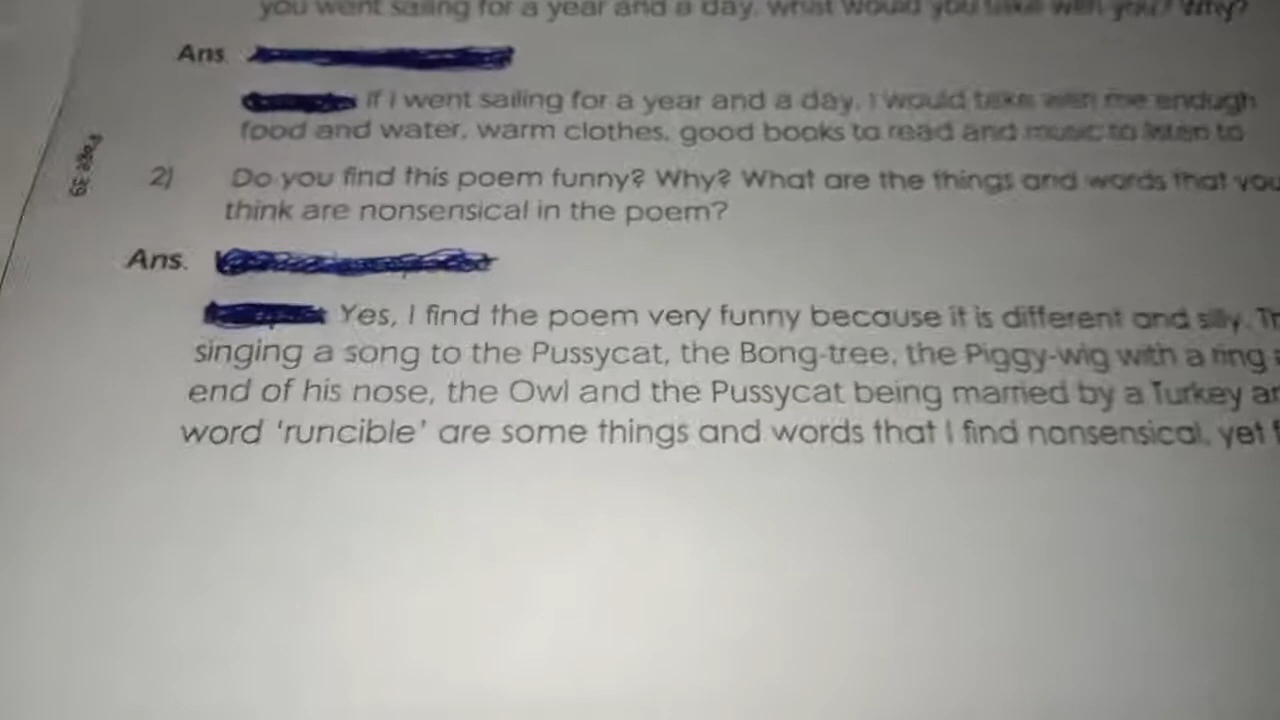 you went sailing for a year and a day, what would you take with you? Why?
Ans
If I went sailing for a year and a day, I would take with me enough
food and water, warm clothes, good books to read and music to listen to
Page 39
2) Do you find this poem funny? Why? What are the things and words that you
think are nonsensical in the poem?
Ans.
Yes, I find the poem very funny because it is different and silly. Th
singing a song to the Pussycat, the Bong-tree, the Piggy-wig with a ring
end of his nose, the Owl and the Pussycat being married by a Turkey an
word 'runcible' are some things and words that I find nonsensical, yet